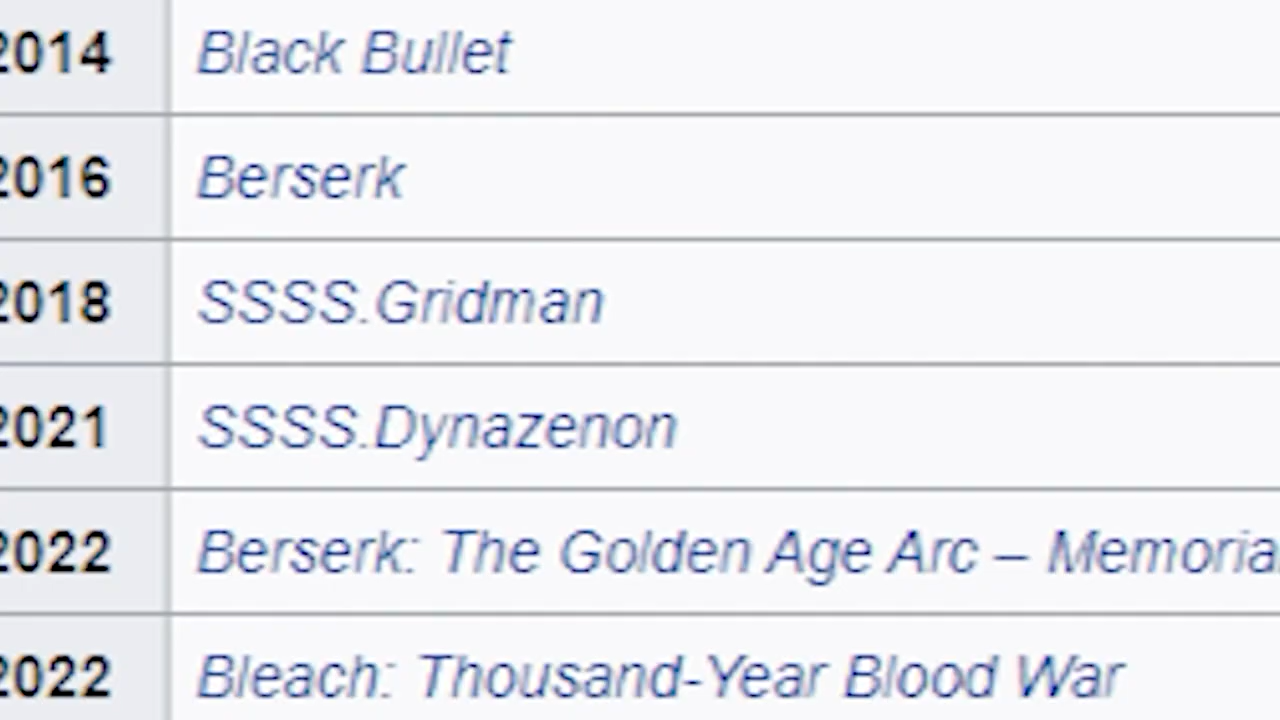 2014 Black Bullet
2016 Berserk
2018 SSSS.Gridman
2021 SSSS.Dynazenon
2022 Berserk: The Golden Age Arc – Memoria
2022 Bleach: Thousand-Year Blood War